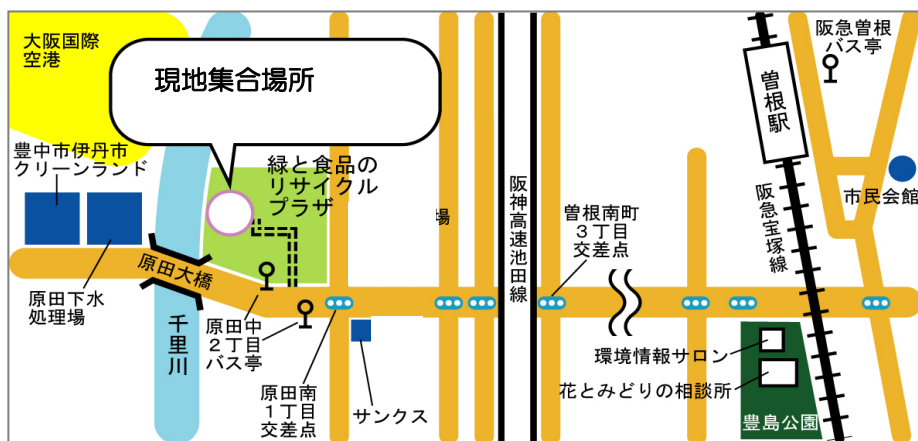 大阪国際
空港
現地集合場所
豊中市伊丹市
クリーンランド
緑と食品の
リサイクル
プラザ
原田大橋
原田下水
処理場
千里川
原田中
2丁目
バス亭
原田南
1丁目
交差点
サンクス
場
阪神高速池田線
曽根南町
3丁目
交差点
阪急曽根
バス亭
曽根駅
阪急宝塚線
市民会館
環境情報サロン
花とみどりの相談所
豊島公園